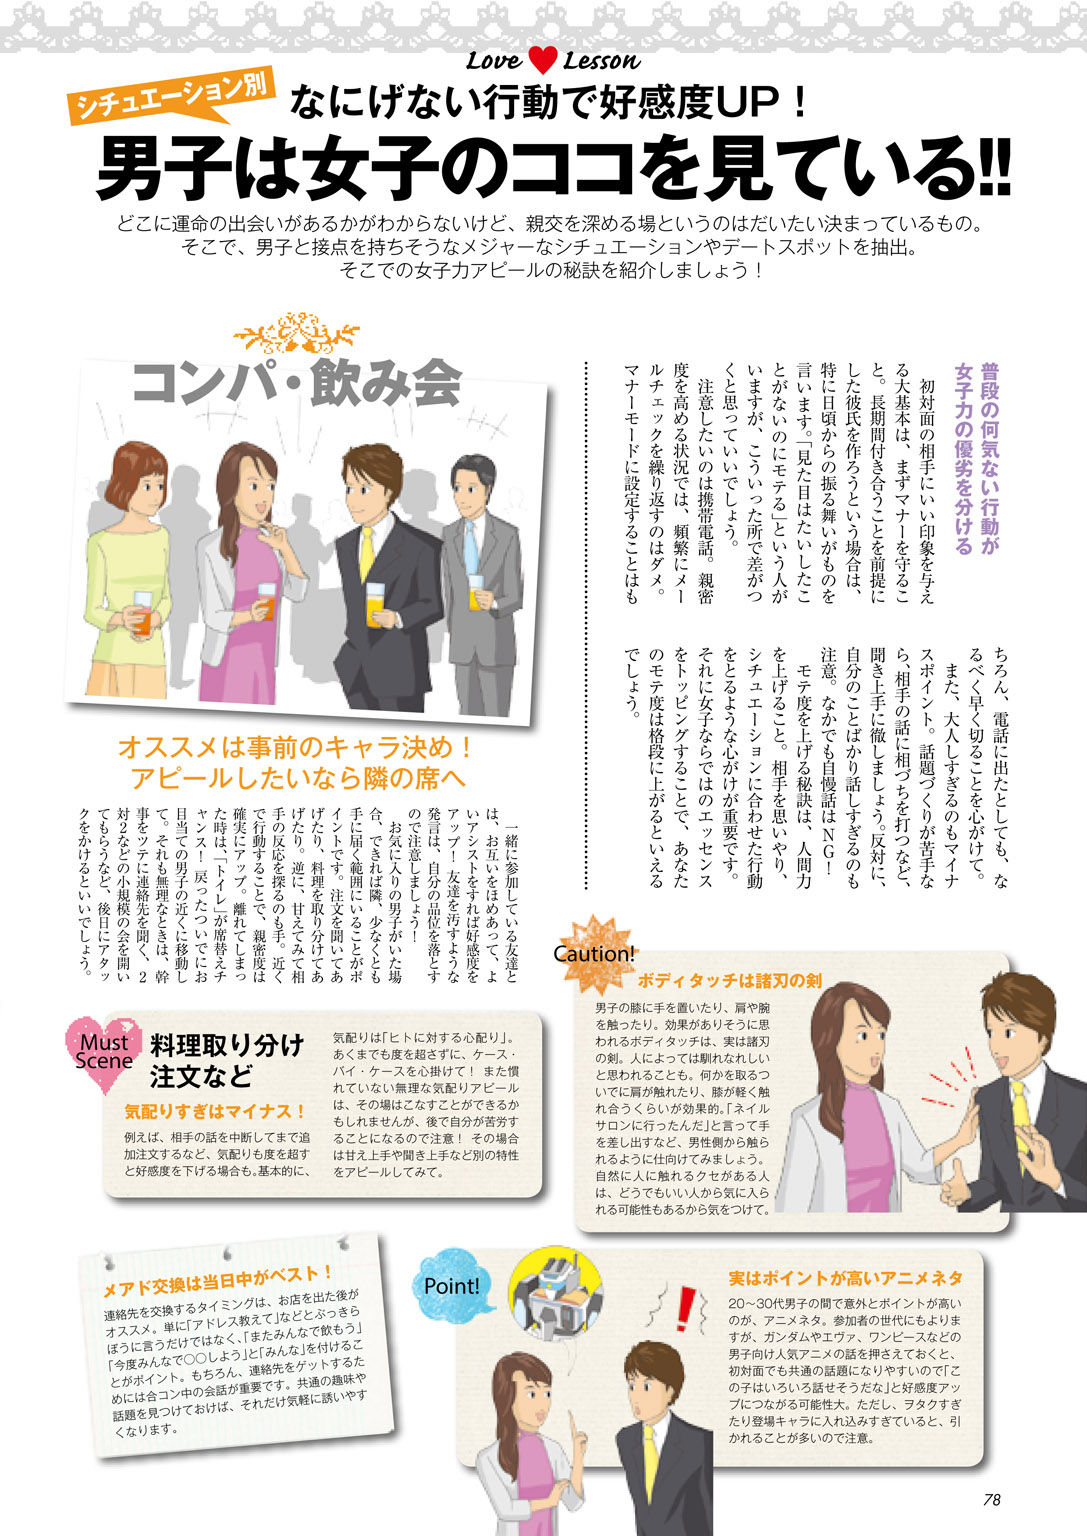 Love Lesson
シチュエーション別
なにげない行動で好感度UP！
男子は女子のココを見ている!!
どこに運命の出会いがあるかがわからないけど、親交を深める場というのはだいたい決まっているもの。
そこで、男子と接点を持ちそうなメジャーなシチュエーションやデートスポットを抽出。
そこでの女子力アピールの秘訣を紹介しましょう！
普段の何気ない行動が
女子力の優劣を分ける
初対面の相手にいい印象を与え
る大基本は、まずマナーを守るこ
と。長期間付き合うことを前提に
した彼氏を作ろうという場合は、
特に日頃からの振る舞いがものを
言います。「見た目はたいしたこ
とがないのにモテる」という人が
いますが、こういった所で差がつ
くと思っていいでしょう。
注意したいのは携帯電話。親密
度を高める状況では、頻繁にメー
ルチェックを繰り返すのはダメ。
マナーモードに設定することはも
ちろん、電話に出たとしても、な
るべく早く切ることを心がけて。
また、大人しすぎるのもマイナ
スポイント。話題づくりが苦手な
ら、相手の話に相づちを打つなど、
聞き上手に徹しましょう。反対に、
自分のことばかり話しすぎるのも
注意。なかでも自慢話はNG！
モテ度を上げる秘訣は、人間力
を上げること。相手を思いやり、
シチュエーションに合わせた行動
をとるような心がけが重要です。
それに女子ならではのエッセンス
をトッピングすることで、あなた
のモテ度は格段に上がるといえる
でしょう。
コンパ・飲み会
オススメは事前のキャラ決め！
アピールしたいなら隣の席へ
一緒に参加している友達と
は、お互いをほめあって、よ
いアシストをすれば好感度を
アップ！友達を汚すような
発言は、自分の品位を落とす
ので注意しましょう！
お気に入りの男子がいた場
合、できれば隣、少なくとも
手に届く範囲にいることがポ
イントです。注文を聞いてあ
げたり、料理を取り分けてあ
げたり。逆に、甘えてみて相
手の反応を探るのも手。近く
で行動することで、親密度は
確実にアップ。離れてしまっ
た時は、「トイレ」が席替えチ
ャンス！戻ったついでにお
目当ての男子の近くに移動し
て。それも無理なときは、幹
事をツテに連絡先を聞く、2
対2などの小規模の会を開い
てもらうなど、後日にアタッ
クをかけるといいでしょう。
Must
Scene
料理取り分け
注文など
気配りすぎはマイナス！
例えば、相手の話を中断してまで追
加注文するなど、気配りも度を超す
と好感度を下げる場合も。基本的に、
気配りは「ヒトに対する心配り」。
あくまでも度を超さずに、ケース・
バイ・ケースを心掛けて！ また慣
れていない無理な気配りアピール
は、その場はこなすことができるか
もしれませんが、後で自分が苦労す
ることになるので注意！ その場合
は甘え上手や聞き上手など別の特性
をアピールしてみて。
Caution!
ボディタッチは諸刃の剣
男子の膝に手を置いたり、肩や腕
を触ったり。効果がありそうに思
われるボディタッチは、実は諸刃
の剣。人によっては馴れなれしい
と思われることも。何かを取るつ
いでに肩が触れたり、膝が軽く触
れ合うくらいが効果的。「ネイル
サロンに行ったんだ」と言って手
を差し出すなど、男性側から触ら
れるように仕向けてみましょう。
自然に人に触れるクセがある人
は、どうでもいい人から気に入ら
れる可能性もあるから気をつけて。
メアド交換は当日中がベスト！
連絡先を交換するタイミングは、お店を出た後が
オススメ。単に「アドレス教えて」などとぶっきら
ぼうに言うだけではなく、「またみんなで飲もう」
「今度みんなで○○しよう」と「みんな」を付けるこ
とがポイント。もちろん、連絡先をゲットするた
めには合コン中の会話が重要です。共通の趣味や
話題を見つけておけば、それだけ気軽に誘いやす
くなります。
Point!
実はポイントが高いアニメネタ
20〜30代男子の間で意外とポイントが高い
のが、アニメネタ。参加者の世代にもよりま
すが、ガンダムやエヴァ、ワンピースなどの
男子向け人気アニメの話を押さえておくと、
初対面でも共通の話題になりやすいので「こ
の子はいろいろ話せそうだな」と好感度アッ
プにつながる可能性大。ただし、ヲタクすぎ
たり登場キャラに入れ込みすぎていると、引
かれることが多いので注意。
78